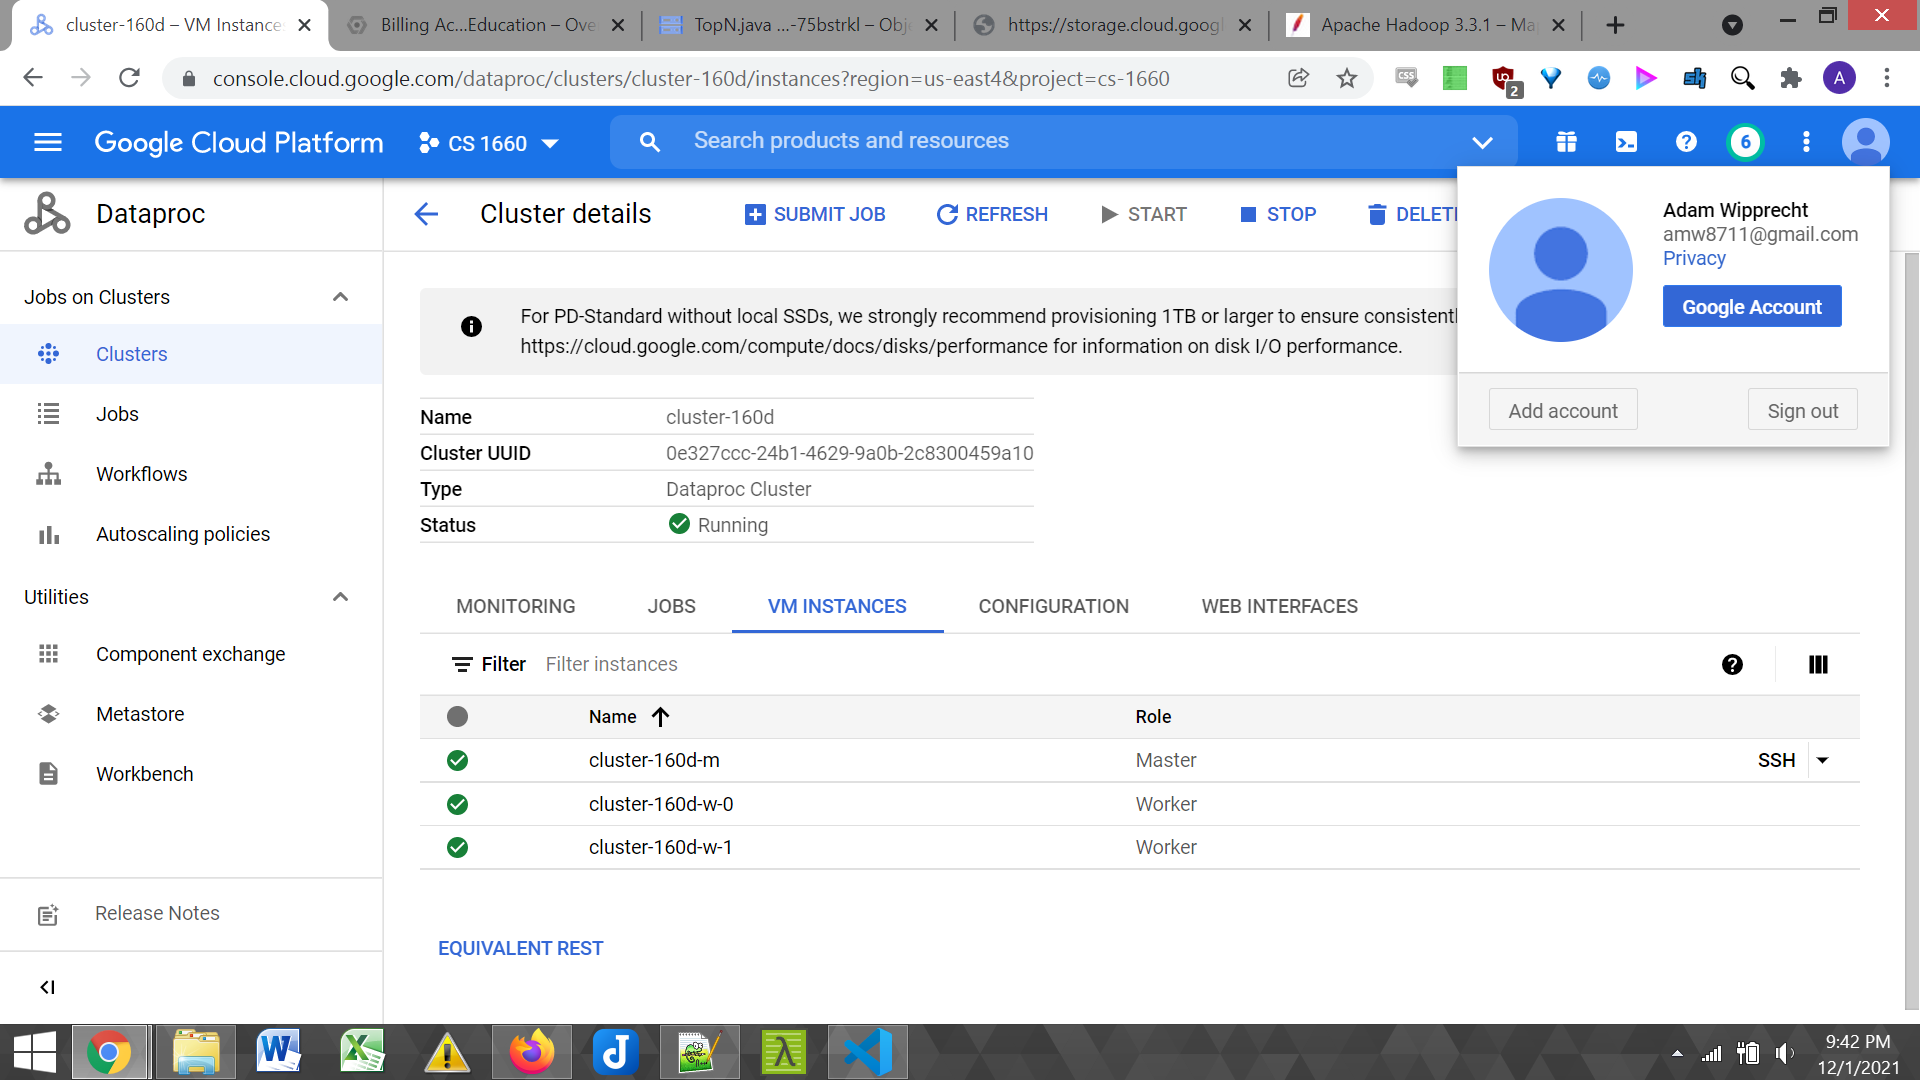 cluster-160d – VM Instance
Billing Ac...Education – Ove
TopN.java ...-75bstrkl – Obj
https://storage.cloud.googl
Apache Hadoop 3.3.1 – Ma
console.cloud.google.com/dataproc/clusters/cluster-160d/instances?region=us-east4&project=cs-1660
CSS
2
A
Google Cloud Platform
CS 1660
Search products and resources
6
Dataproc
Cluster details
SUBMIT JOB
REFRESH
START
STOP
DELETE
Adam Wipprecht
amw8711@gmail.com
Privacy
Google Account
Add account
Sign out
Jobs on Clusters
Clusters
Jobs
Workflows
Autoscaling policies
Utilities
Component exchange
Metastore
Workbench
Release Notes
For PD-Standard without local SSDs, we strongly recommend provisioning 1TB or larger to ensure consistentl
https://cloud.google.com/compute/docs/disks/performance for information on disk I/O performance.
Name cluster-160d
Cluster UUID 0e327ccc-24b1-4629-9a0b-2c8300459a10
Type Dataproc Cluster
Status Running
MONITORING JOBS VM INSTANCES CONFIGURATION WEB INTERFACES
Filter Filter instances
Name Role
cluster-160d-m Master SSH
cluster-160d-w-0 Worker
cluster-160d-w-1 Worker
EQUIVALENT REST
9:42 PM
12/1/2021